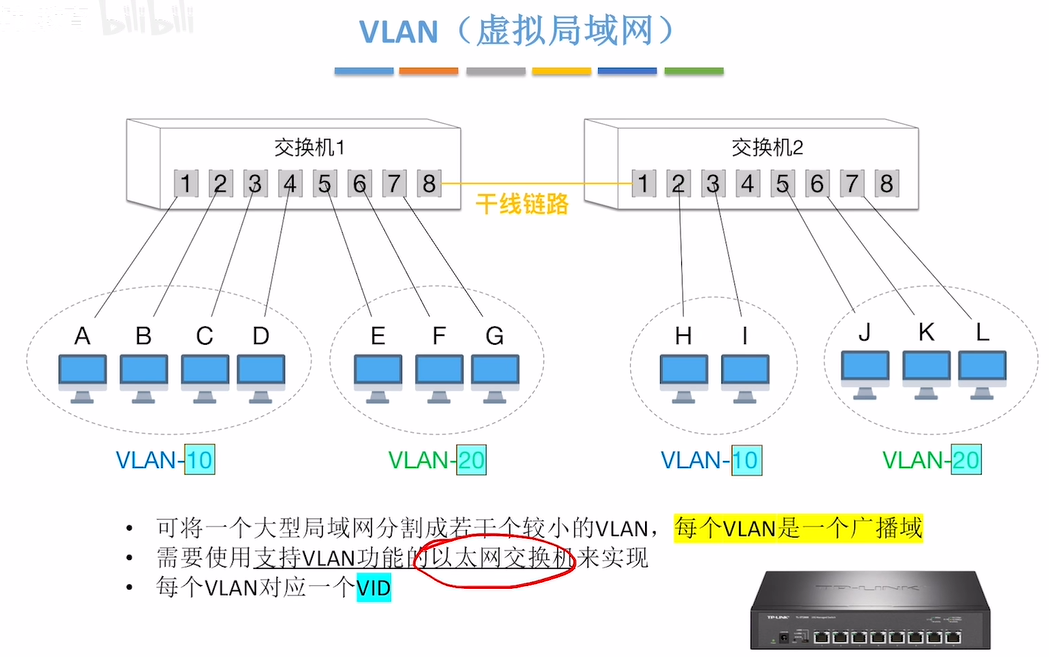 bilibili
VLAN（虚拟局域网）
交换机1
交换机2
1 2 3 4 5 6 7 8
1 2 3 4 5 6 7 8
干线链路
A B C D
E F G
H I
J K L
VLAN-10
VLAN-20
VLAN-10
VLAN-20
• 可将一个大型局域网分割成若干个较小的VLAN，每个VLAN是一个广播域
• 需要使用支持VLAN功能的以太网交换机来实现
• 每个VLAN对应一个VID
TP-LINK
TP-LINK